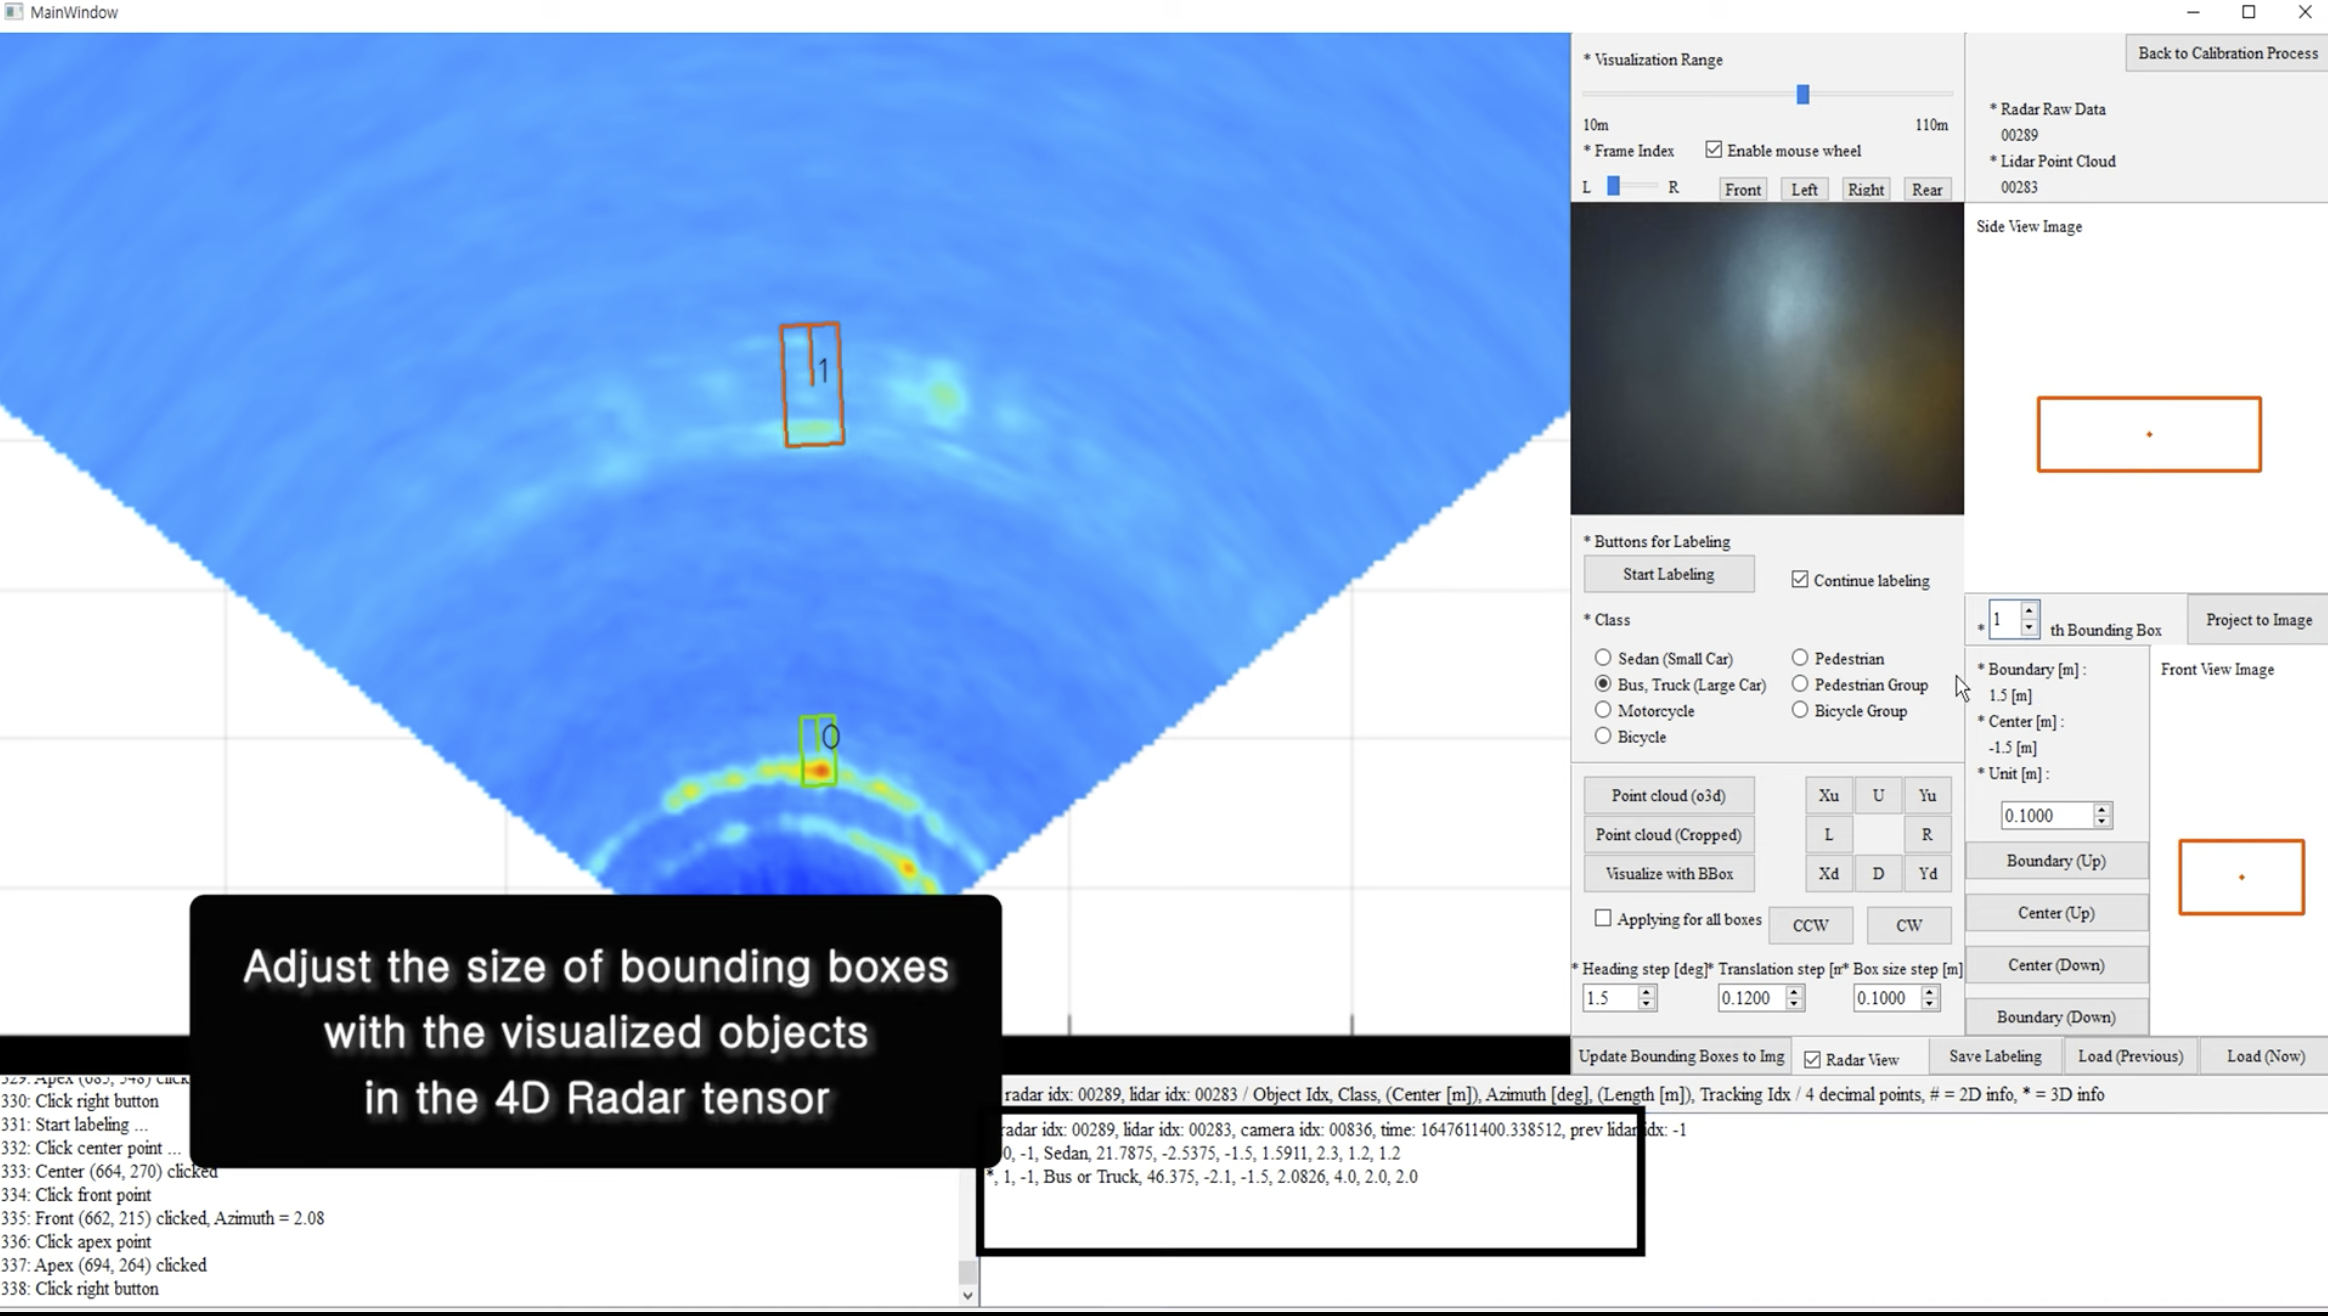 MainWindow
Back to Calibration Process
* Visualization Range
10m
110m
* Frame Index
Enable mouse wheel
L
R
Front
Left
Right
Rear
* Radar Raw Data
00289
* Lidar Point Cloud
00283
Side View Image
1
0
* Buttons for Labeling
Start Labeling
Continue labeling
* Class
Sedan (Small Car)
Bus, Truck (Large Car)
Motorcycle
Bicycle
Pedestrian
Pedestrian Group
Bicycle Group
* 1 th Bounding Box
Project to Image
* Boundary [m] :
1.5 [m]
* Center [m] :
-1.5 [m]
* Unit [m] :
0.1000
Boundary (Up)
Center (Up)
Center (Down)
Boundary (Down)
Front View Image
Point cloud (o3d)
Point cloud (Cropped)
Visualize with BBox
Xu
U
Yu
L
R
Xd
D
Yd
Applying for all boxes
CCW
CW
* Heading step [deg]
* Translation step [m
* Box size step [m]
1.5
0.1200
0.1000
Update Bounding Boxes to Img
Radar View
Save Labeling
Load (Previous)
Load (Now)
Adjust the size of bounding boxes
with the visualized objects
in the 4D Radar tensor
329: Apex (685, 548) click
330: Click right button
331: Start labeling ...
332: Click center point ...
333: Center (664, 270) clicked
334: Click front point
335: Front (662, 215) clicked, Azimuth = 2.08
336: Click apex point
337: Apex (694, 264) clicked
338: Click right button
radar idx: 00289, lidar idx: 00283 / Object Idx, Class, (Center [m]), Azimuth [deg], (Length [m]), Tracking Idx / 4 decimal points, # = 2D info, * = 3D info
radar idx: 00289, lidar idx: 00283, camera idx: 00836, time: 1647611400.338512, prev lidar idx: -1
0, -1, Sedan, 21.7875, -2.5375, -1.5, 1.5911, 2.3, 1.2, 1.2
*, 1, -1, Bus or Truck, 46.375, -2.1, -1.5, 2.0826, 4.0, 2.0, 2.0